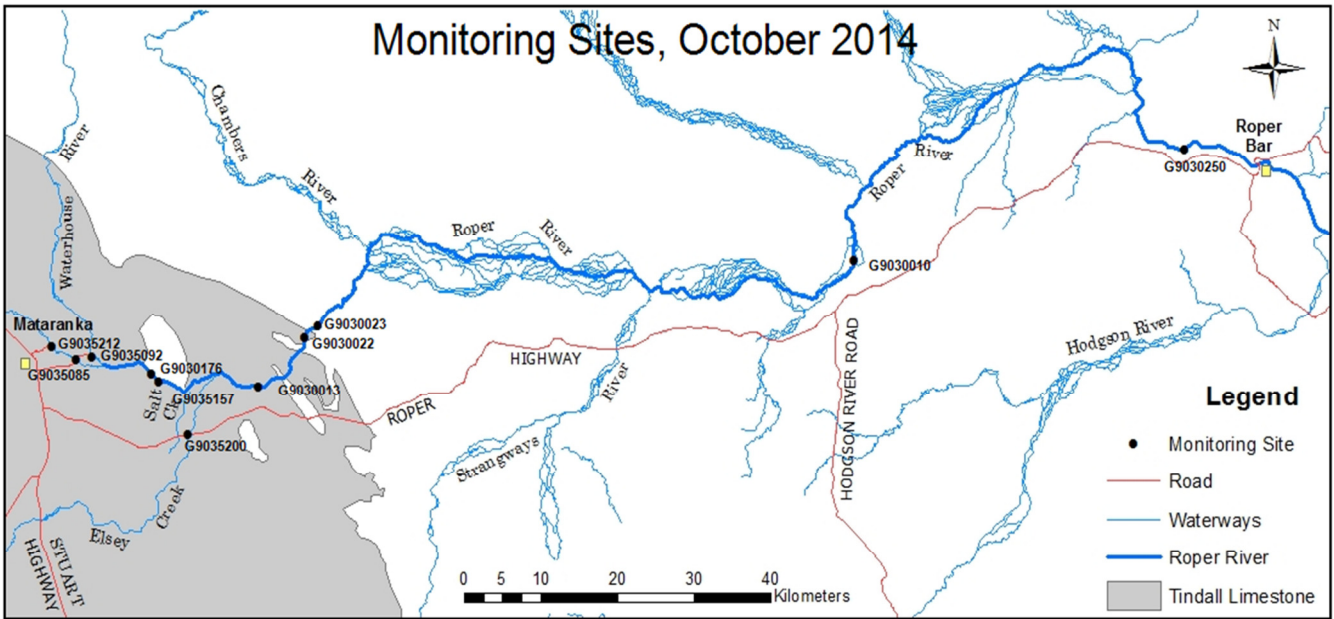 Monitoring Sites, October 2014
N
Chambers
River
River
Waterhouse
Roper
River
Roper
River
Roper
Bar
G9030250
G9030010
Mataranka
G9035212
G9035092
G9035085
G9030176
G9035157
G9030013
G9030023
G9030022
Salt
Ck
G9035200
HIGHWAY
ROPER
River
Strangways
HODGSON RIVER ROAD
Hodgson River
Elsey
Creek
STUART
HIGHWAY
0 5 10 20 30 40
Kilometers
Legend
Monitoring Site
Road
Waterways
Roper River
Tindall Limestone